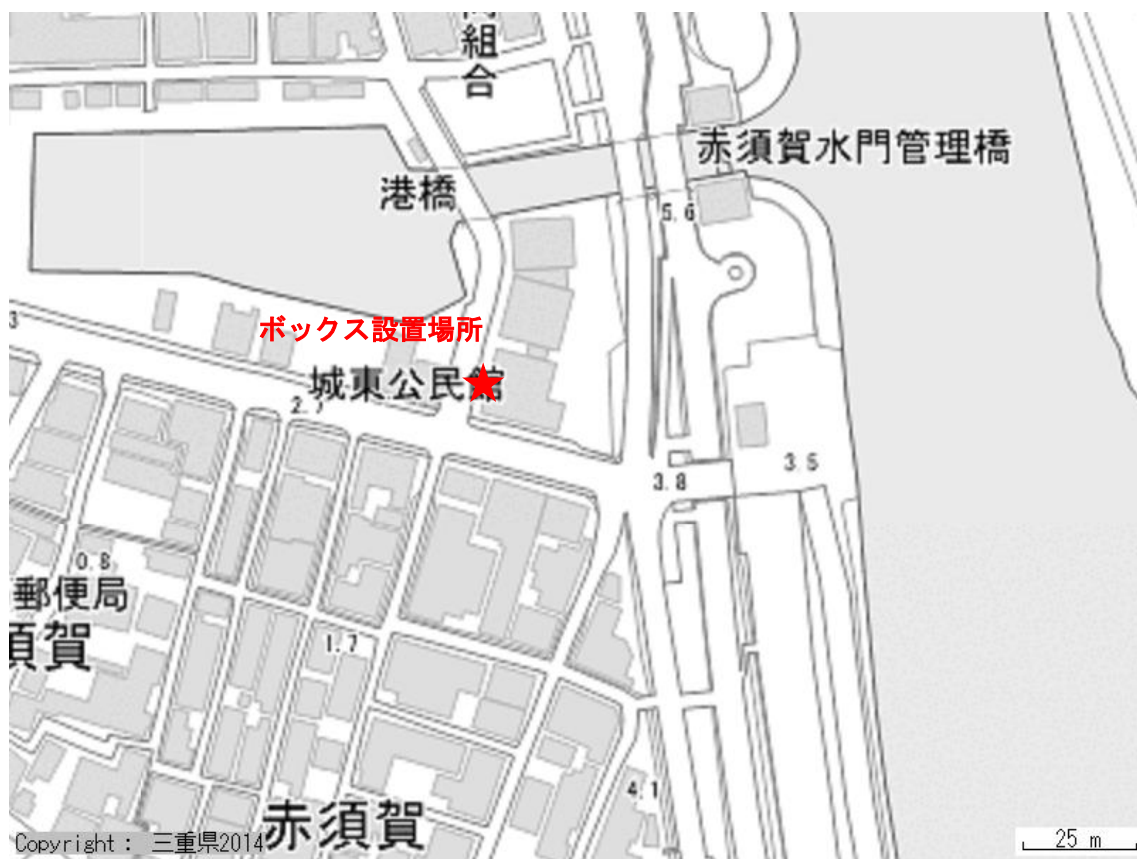 組合
赤須賀水門管理橋
港橋
5.6
3
ボックス設置場所
城東公民館
2.7
3.5
3.8
0.8
郵便局
須賀
1.7
4.1
赤須賀
Copyright : 三重県2014
25 m